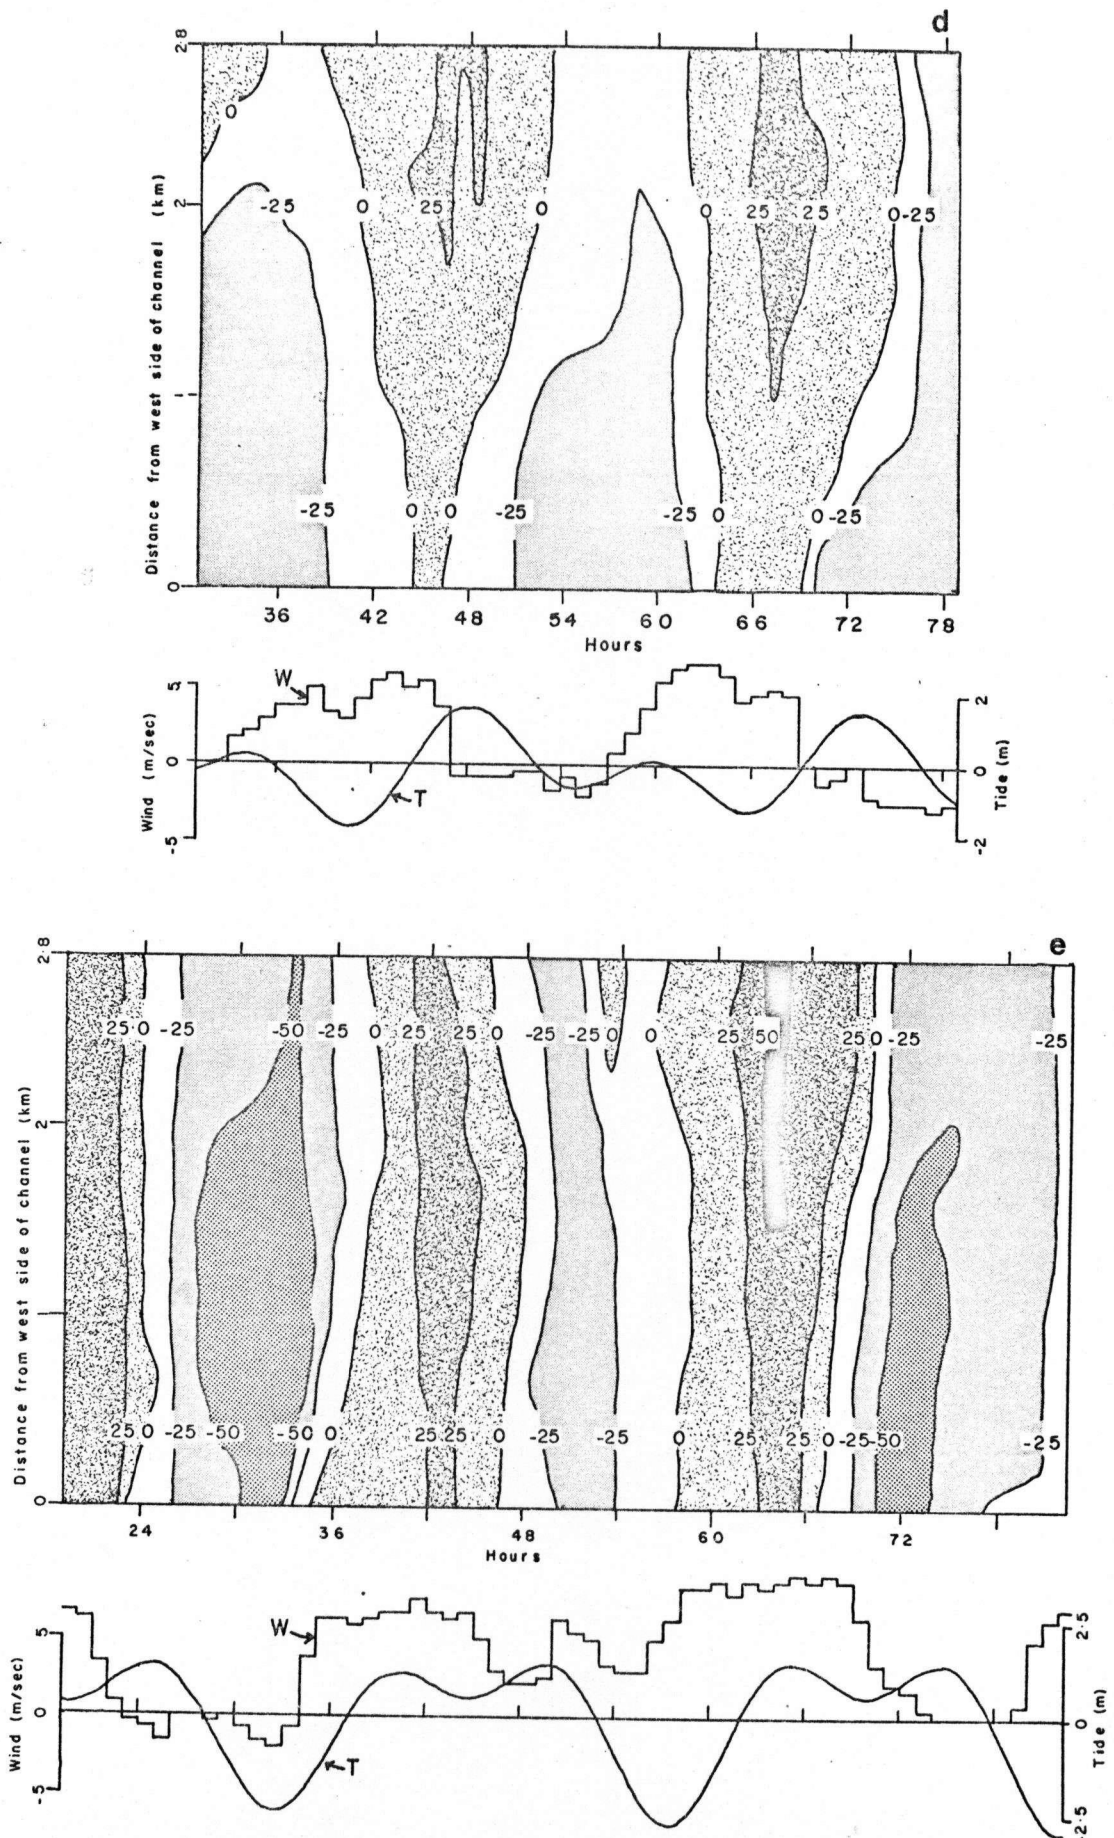 d
2·8
0
-25 0 25 0 0 25 25 0 -25
2
Distance from west side of channel (km)
1
-25 0 0 -25 -25 0 0 -25
0
36 42 48 54 60 66 72 78
Hours
W
5
2
Wind (m/sec)
0
0
Tide (m)
T
-5
-2
e
2·8
25 0 -25 -50 -25 0 25 25 0 -25 -25 0 0 25 50 25 0 -25 -25
2
Distance from west side of channel (km)
1
25 0 -25 -50 -50 0 25 25 0 -25 -25 0 25 25 0 -25 -50 -25
0
24 36 48 60 72
Hours
W
5
2·5
Wind (m/sec)
0
0
Tide (m)
T
-5
-2·5